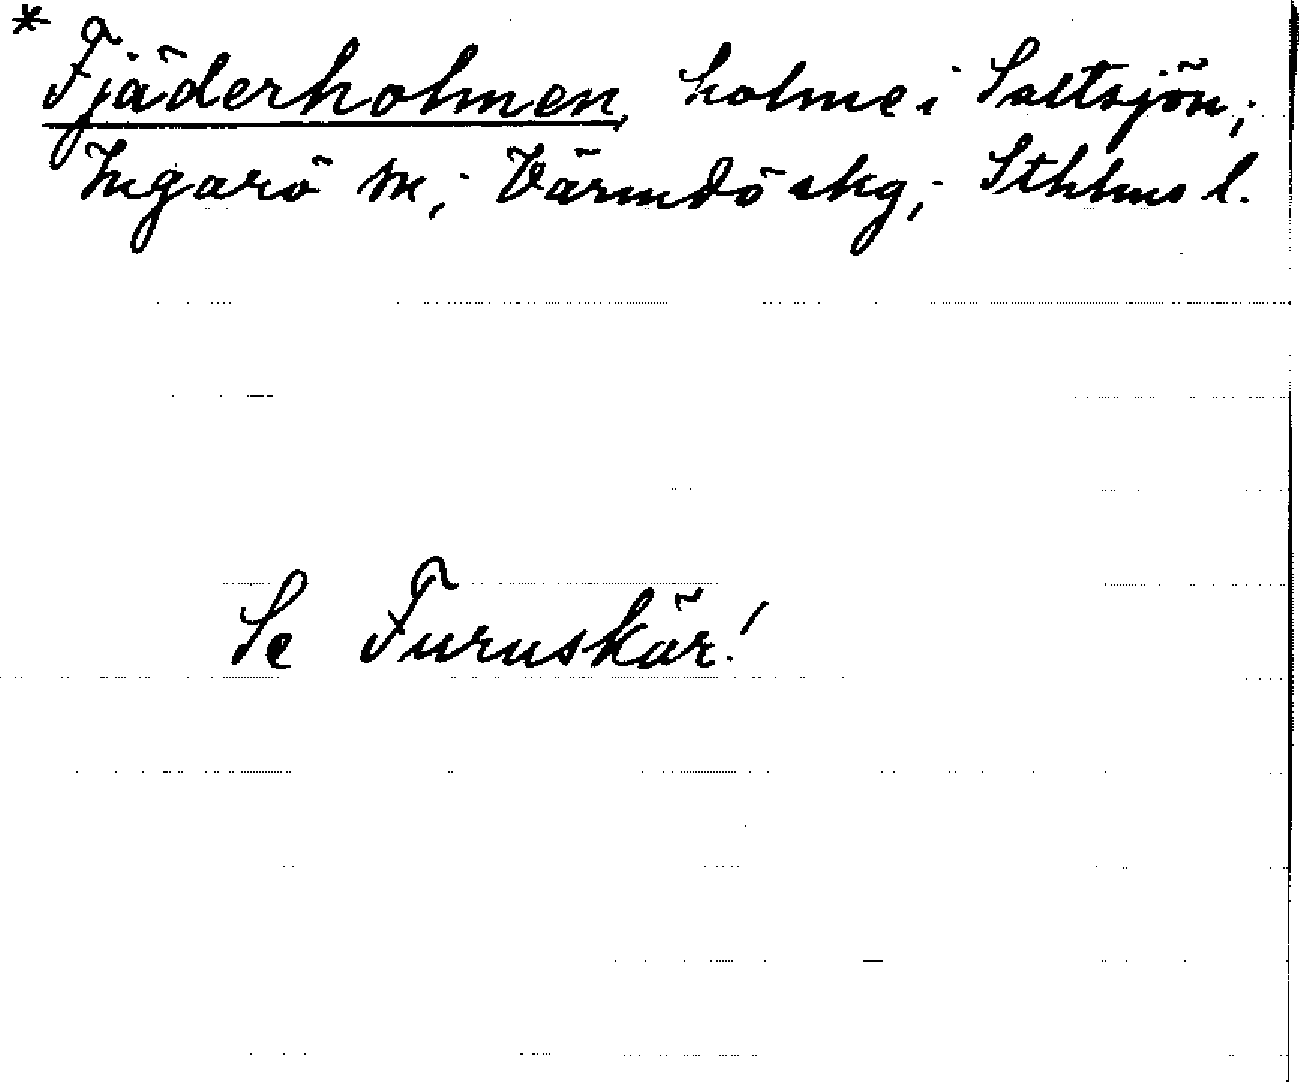 * Fjäderholmen, holme i Saltsjön;
Ingarö sn; Värmdö skg; Sthlms l.
Se Furuskär!